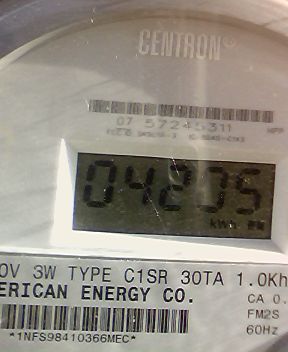 CENTRON®
07 57245311
04235
kWh
0V 3W TYPE C1SR 30TA 1.0Kh
ERICAN ENERGY CO.
CA 0.
FM2S
60Hz
*1NFS98410366MEC*